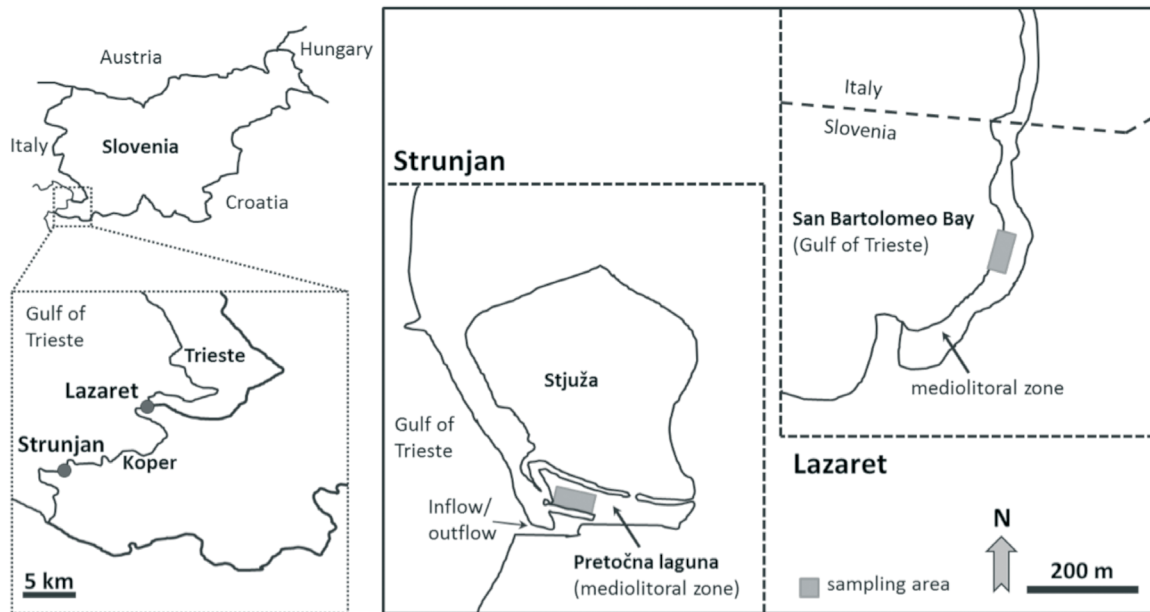 Austria
Hungary
Italy
Slovenia
Croatia
Gulf of
Trieste
Trieste
Lazaret
Strunjan
Koper
5 km
Strunjan
Stjuža
Gulf of
Trieste
Inflow/
outflow
Pretočna laguna
(mediolitoral zone)
Italy
Slovenia
San Bartolomeo Bay
(Gulf of Trieste)
mediolitoral zone
Lazaret
N
sampling area
200 m